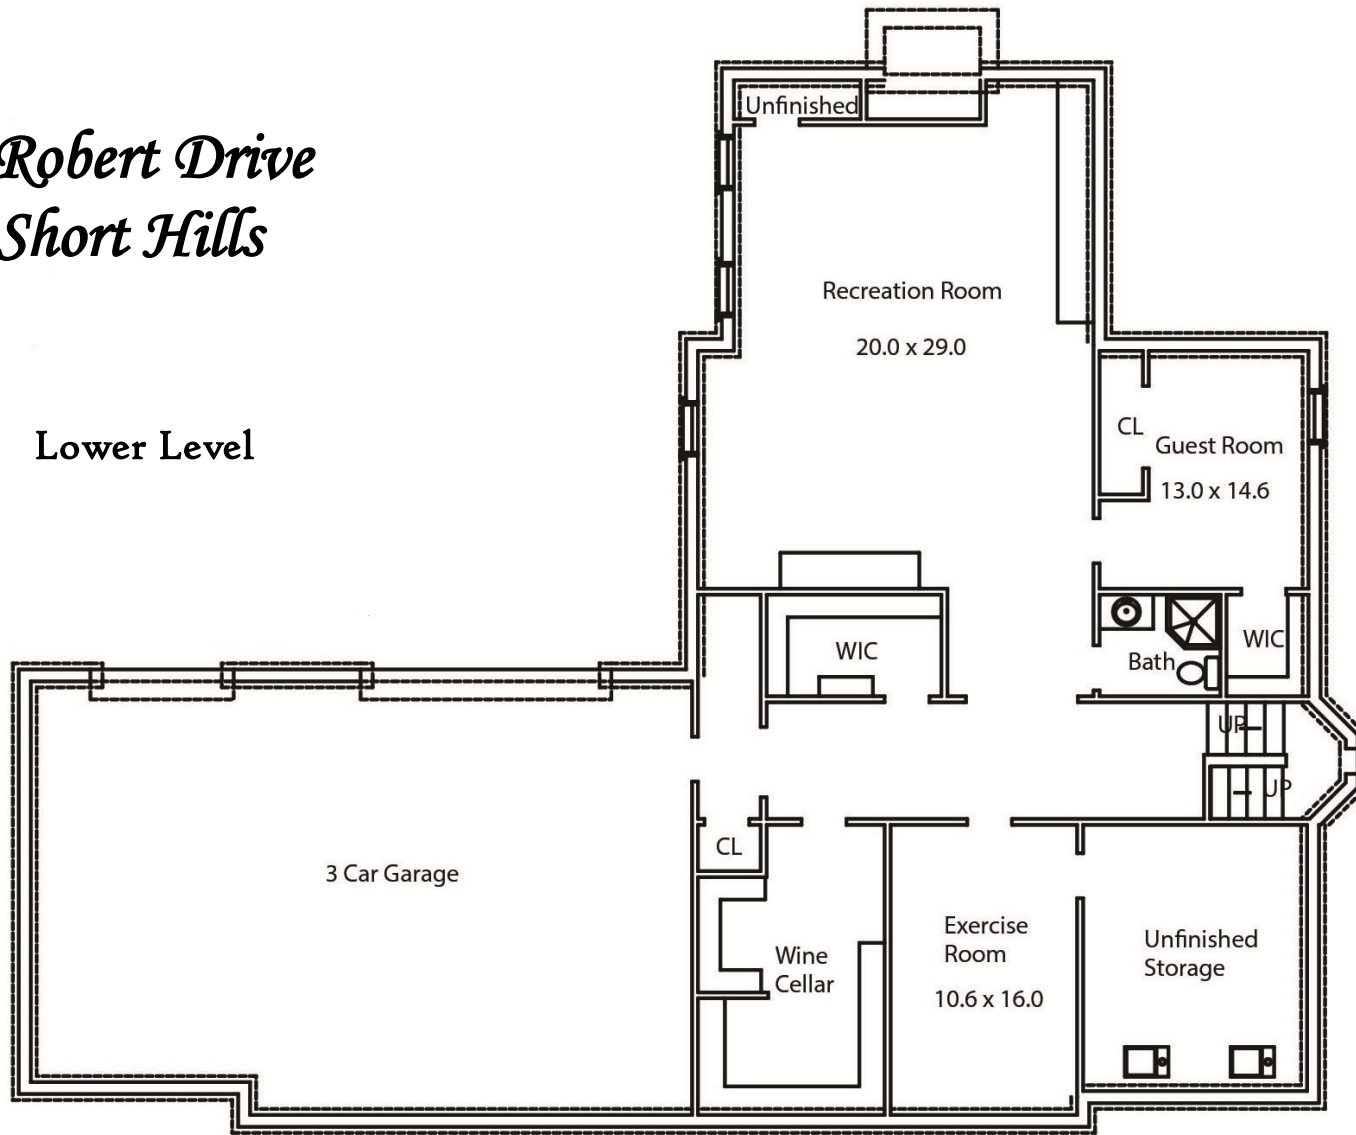 Robert Drive
Short Hills
Lower Level
Unfinished
Recreation Room
20.0 x 29.0
CL
Guest Room
13.0 x 14.6
WIC
WIC
Bath
UP
UP
CL
3 Car Garage
Wine
Cellar
Exercise
Room
10.6 x 16.0
Unfinished
Storage